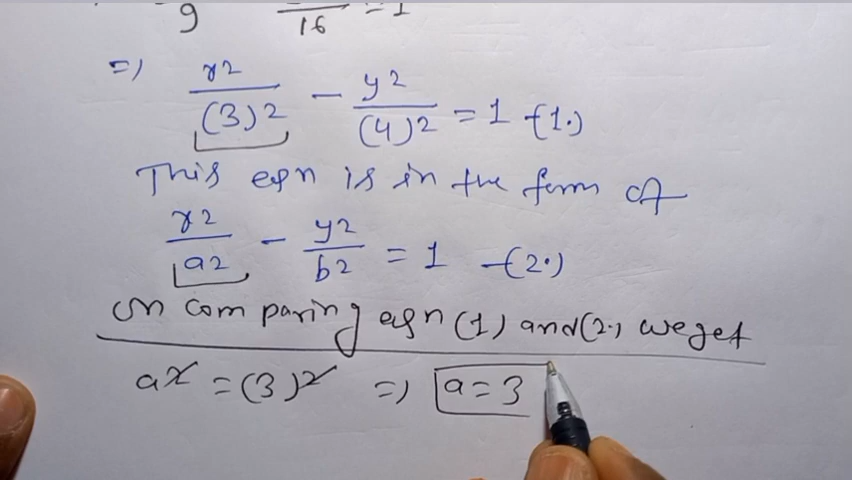 9 16 = 1
=) x2/(3)2 - y2/(4)2 = 1 -(1.)
This eqn is in the form of
x2/a2 - y2/b2 = 1 -(2.)
on comparing eqn (1) and (2.) we get
a2 = (3)2 =) a = 3